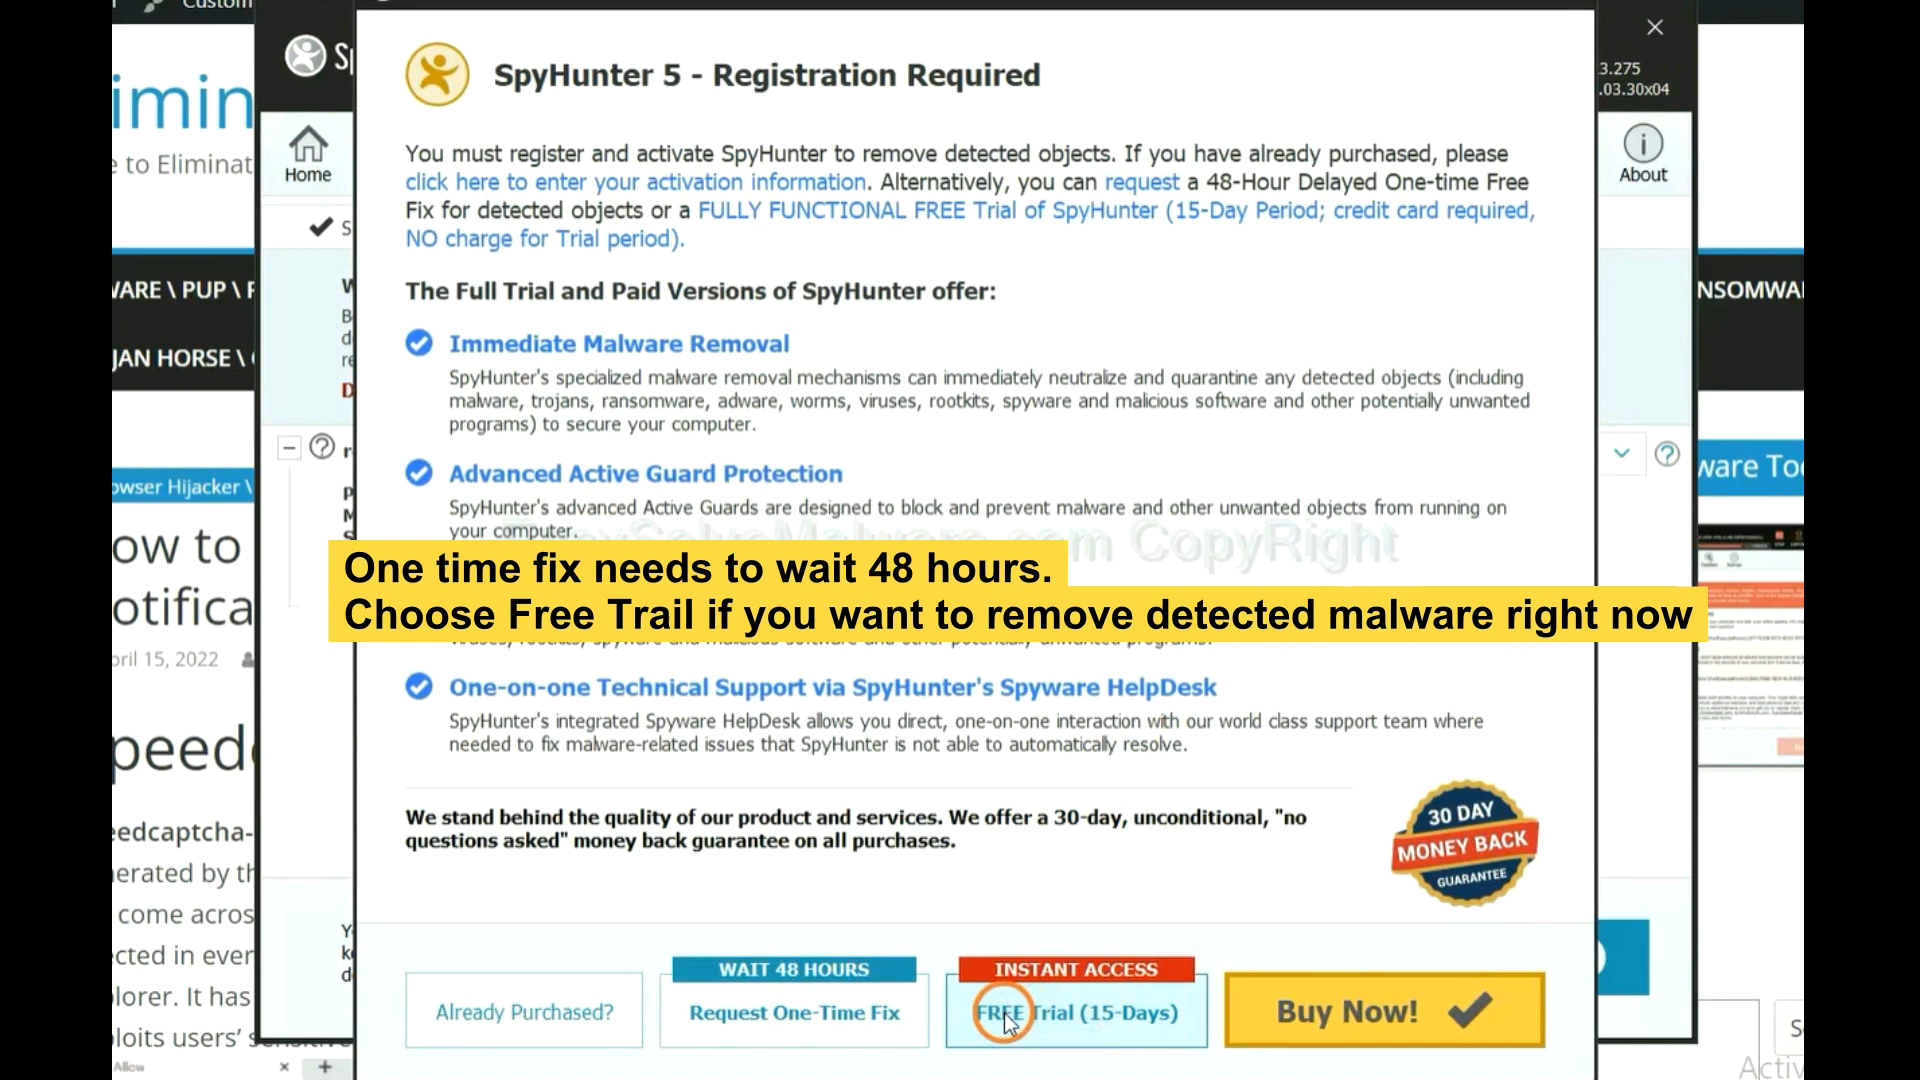 Custom
Sp
SpyHunter 5 - Registration Required
3.275
.03.30x04
imin
e to Eliminat
Home
About
You must register and activate SpyHunter to remove detected objects. If you have already purchased, please
click here to enter your activation information. Alternatively, you can request a 48-Hour Delayed One-time Free
Fix for detected objects or a FULLY FUNCTIONAL FREE Trial of SpyHunter (15-Day Period; credit card required,
NO charge for Trial period).
The Full Trial and Paid Versions of SpyHunter offer:
WARE \ PUP \
NSOMWA
JAN HORSE \
Immediate Malware Removal
SpyHunter's specialized malware removal mechanisms can immediately neutralize and quarantine any detected objects (including
malware, trojans, ransomware, adware, worms, viruses, rootkits, spyware and malicious software and other potentially unwanted
programs) to secure your computer.
Advanced Active Guard Protection
SpyHunter's advanced Active Guards are designed to block and prevent malware and other unwanted objects from running on
your computer.
CopyRight
One time fix needs to wait 48 hours.
Choose Free Trail if you want to remove detected malware right now
owser Hijacker \
ware To
ow to
otifica
pril 15, 2022
One-on-one Technical Support via SpyHunter's Spyware HelpDesk
SpyHunter's integrated Spyware HelpDesk allows you direct, one-on-one interaction with our world class support team where
needed to fix malware-related issues that SpyHunter is not able to automatically resolve.
peed
We stand behind the quality of our product and services. We offer a 30-day, unconditional, "no
questions asked" money back guarantee on all purchases.
30 DAY
MONEY BACK
GUARANTEE
eedcaptcha-
nerated by th
come acros
cted in ever
lorer. It has
ploits users' sensitive
WAIT 48 HOURS
INSTANT ACCESS
Already Purchased?
Request One-Time Fix
FREE Trial (15-Days)
Buy Now!
Allow
Activ